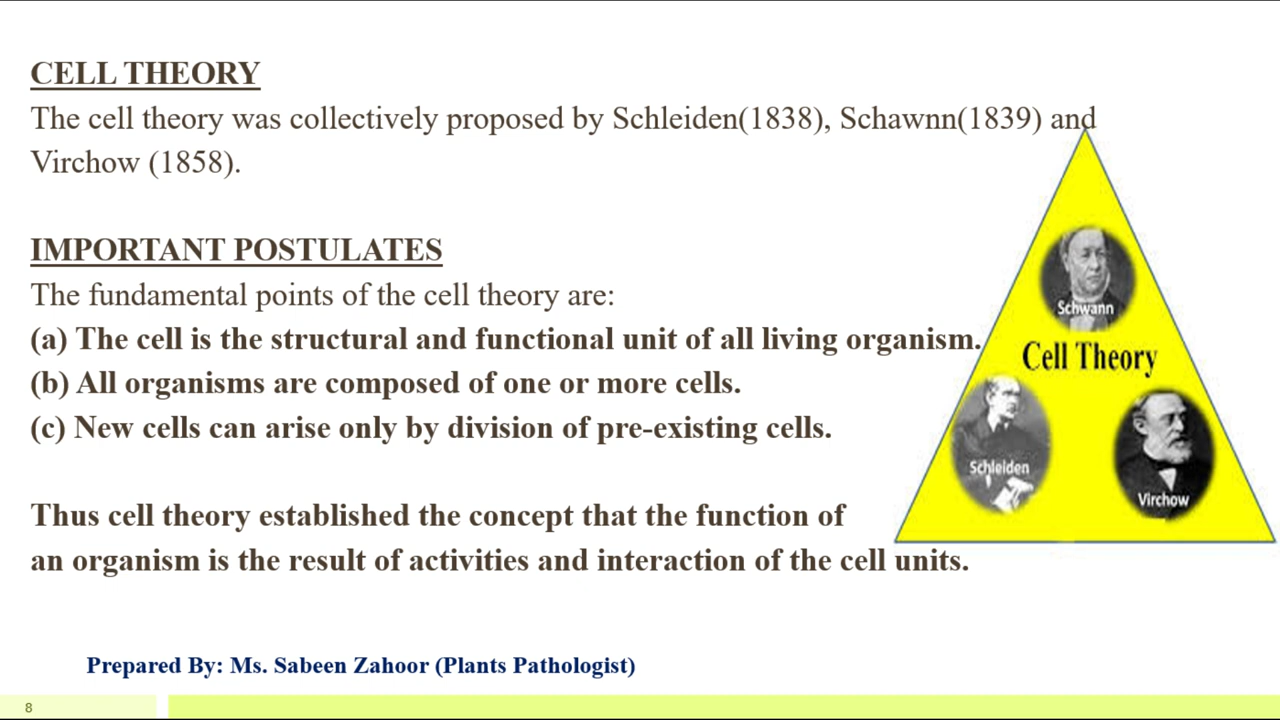 CELL THEORY
The cell theory was collectively proposed by Schleiden(1838), Schawnn(1839) and
Virchow (1858).
IMPORTANT POSTULATES
The fundamental points of the cell theory are:
(a) The cell is the structural and functional unit of all living organism.
(b) All organisms are composed of one or more cells.
(c) New cells can arise only by division of pre-existing cells.
Thus cell theory established the concept that the function of
an organism is the result of activities and interaction of the cell units.
Schwann
Cell Theory
Schleiden
Virchow
Prepared By: Ms. Sabeen Zahoor (Plants Pathologist)
8